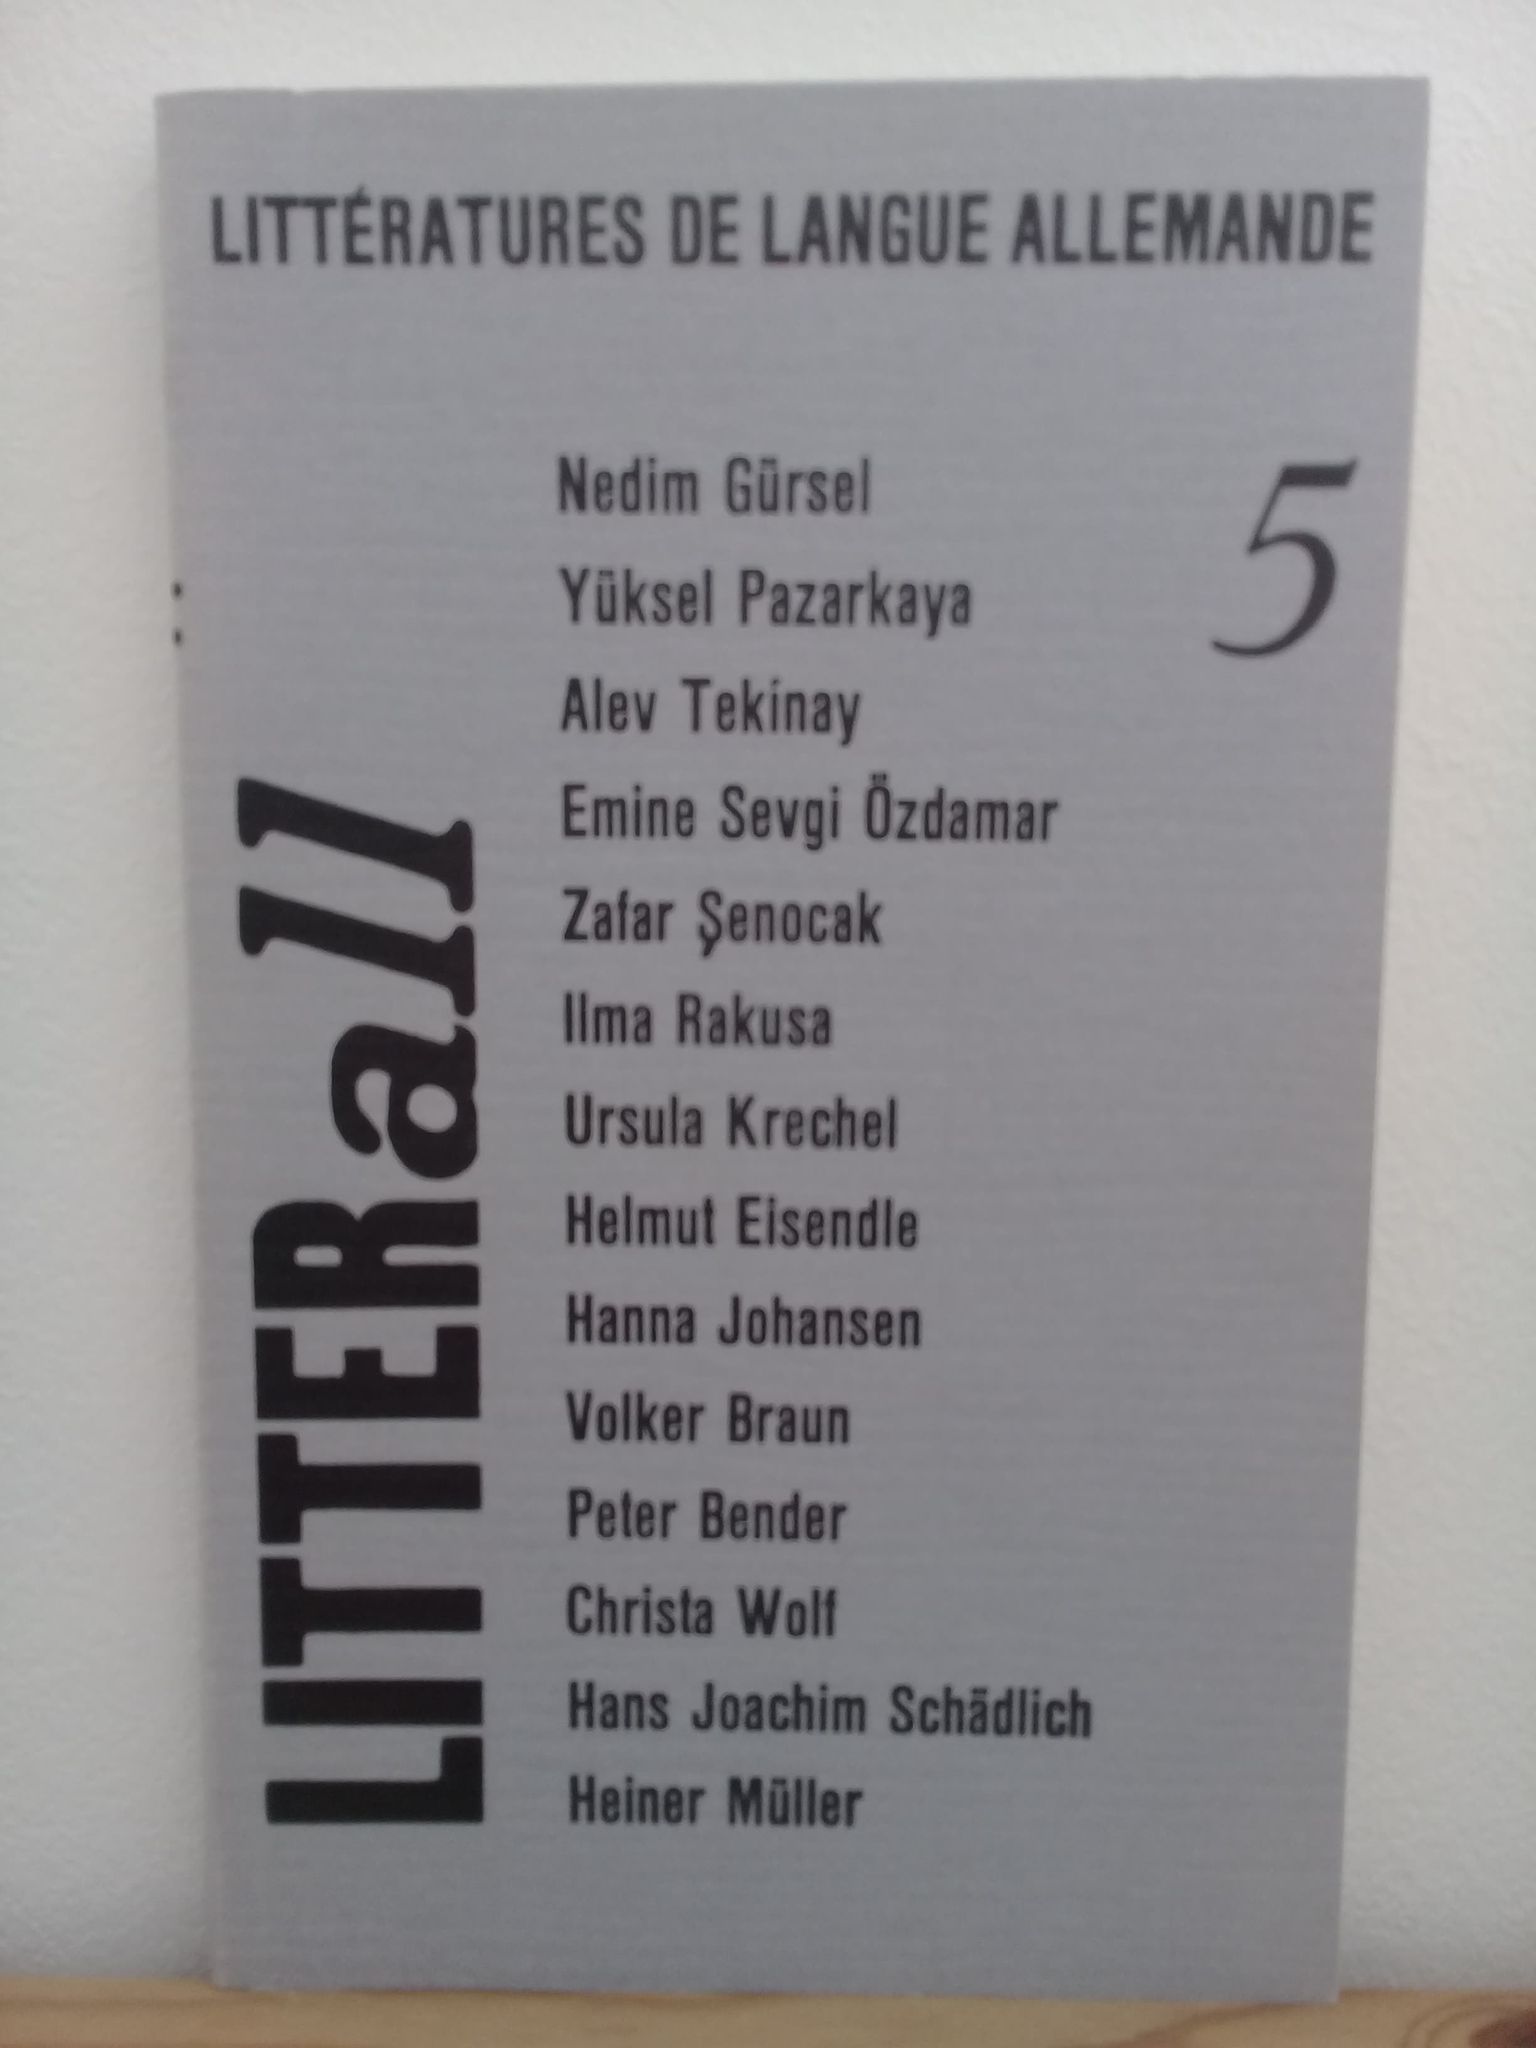 LITTÉRATURES DE LANGUE ALLEMANDE
5
LITTERall
Nedim Gürsel
Yüksel Pazarkaya
Alev Tekinay
Emine Sevgi Özdamar
Zafar Şenocak
Ilma Rakusa
Ursula Krechel
Helmut Eisendle
Hanna Johansen
Volker Braun
Peter Bender
Christa Wolf
Hans Joachim Schädlich
Heiner Müller